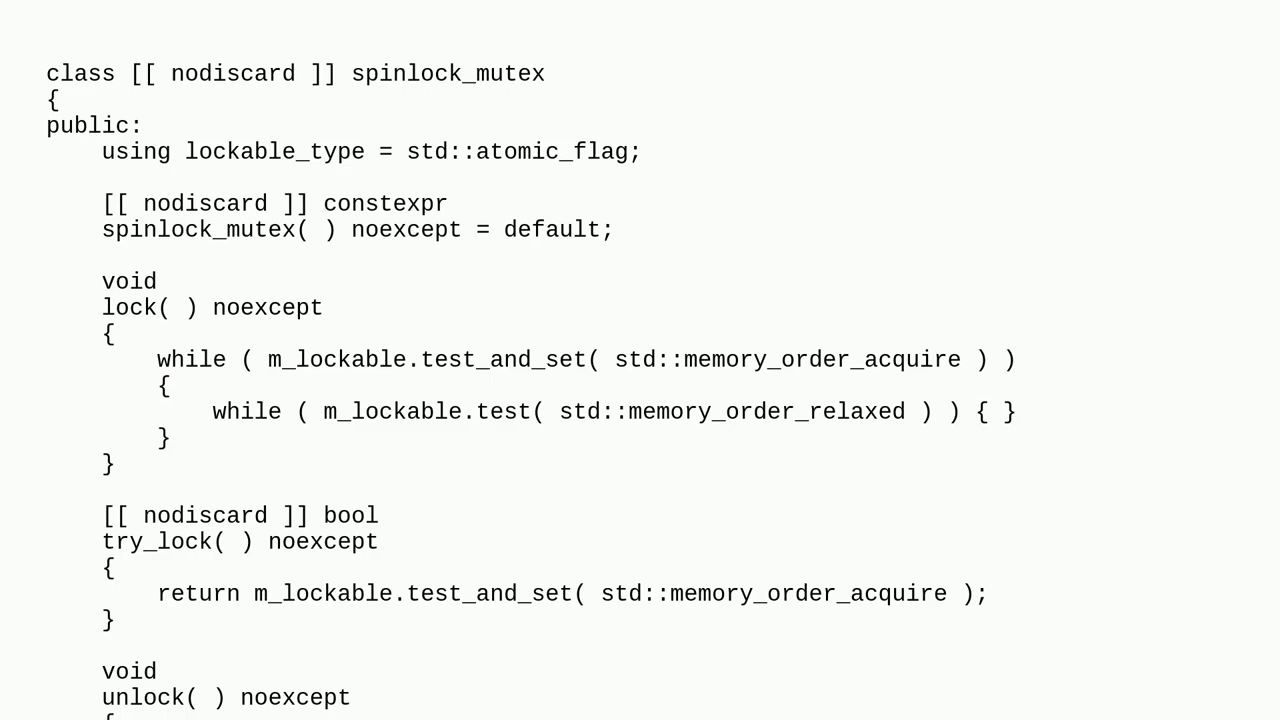 class [[ nodiscard ]] spinlock_mutex
{
public:
    using lockable_type = std::atomic_flag;

    [[ nodiscard ]] constexpr
    spinlock_mutex( ) noexcept = default;

    void
    lock( ) noexcept
    {
        while ( m_lockable.test_and_set( std::memory_order_acquire ) )
        {
            while ( m_lockable.test( std::memory_order_relaxed ) ) { }
        }
    }

    [[ nodiscard ]] bool
    try_lock( ) noexcept
    {
        return m_lockable.test_and_set( std::memory_order_acquire );
    }

    void
    unlock( ) noexcept
    {